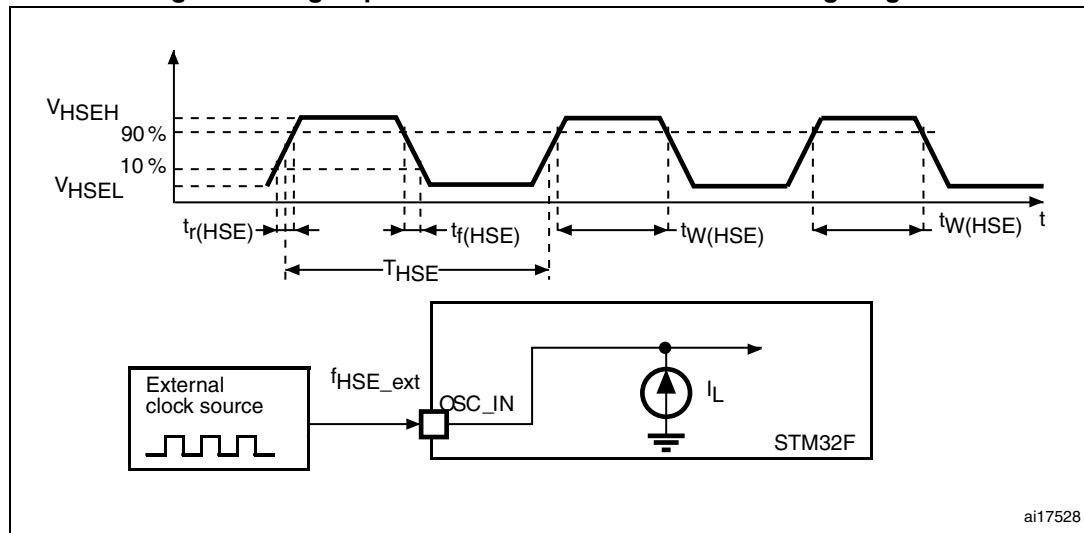 VHSEH
90 %
10 %
VHSEL
tr(HSE)
tf(HSE)
tW(HSE)
tW(HSE)
t
THSE
External
clock source
fHSE_ext
OSC_IN
IL
STM32F
ai17528